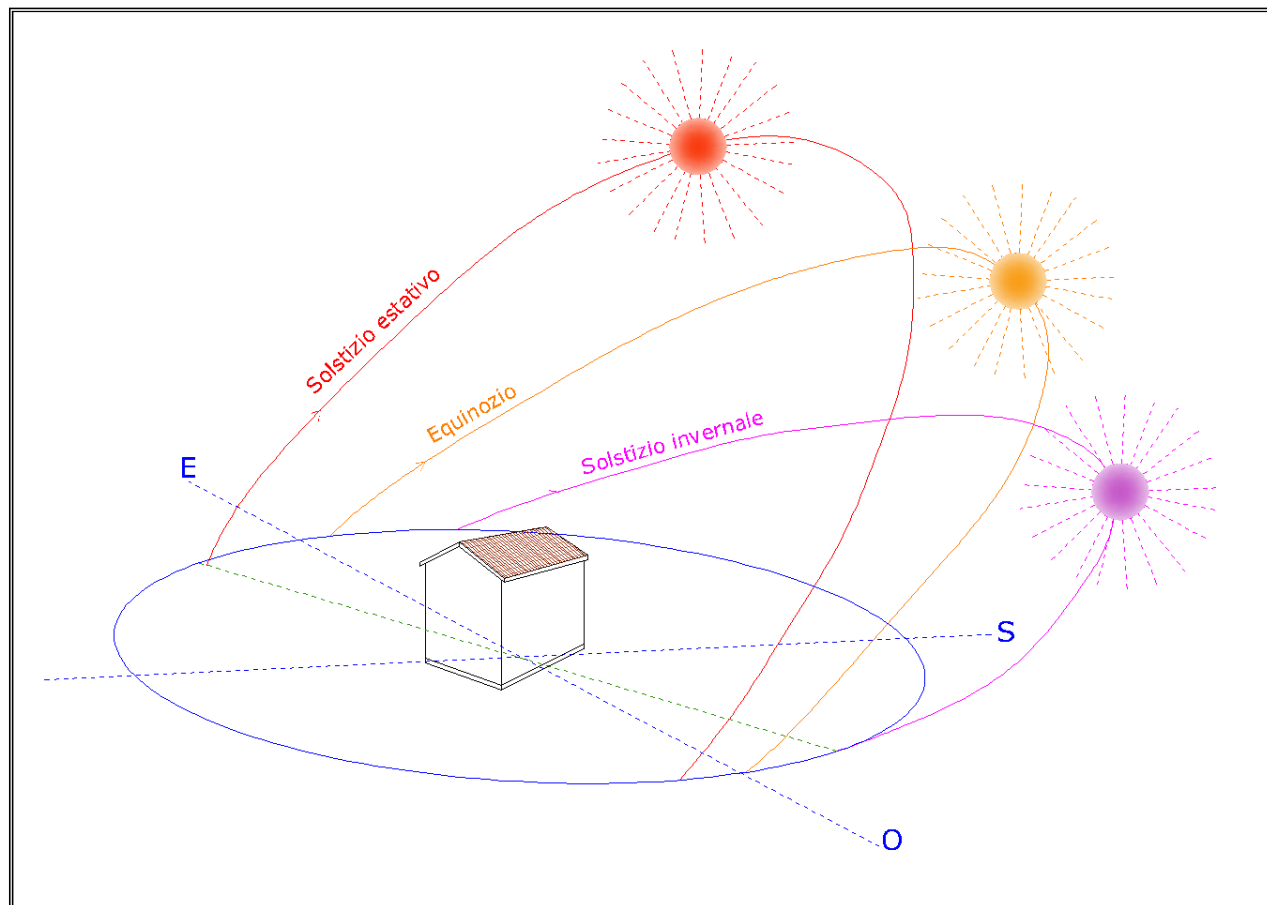 Solstizio estativo
Equinozio
Solstizio invernale
E
S
O